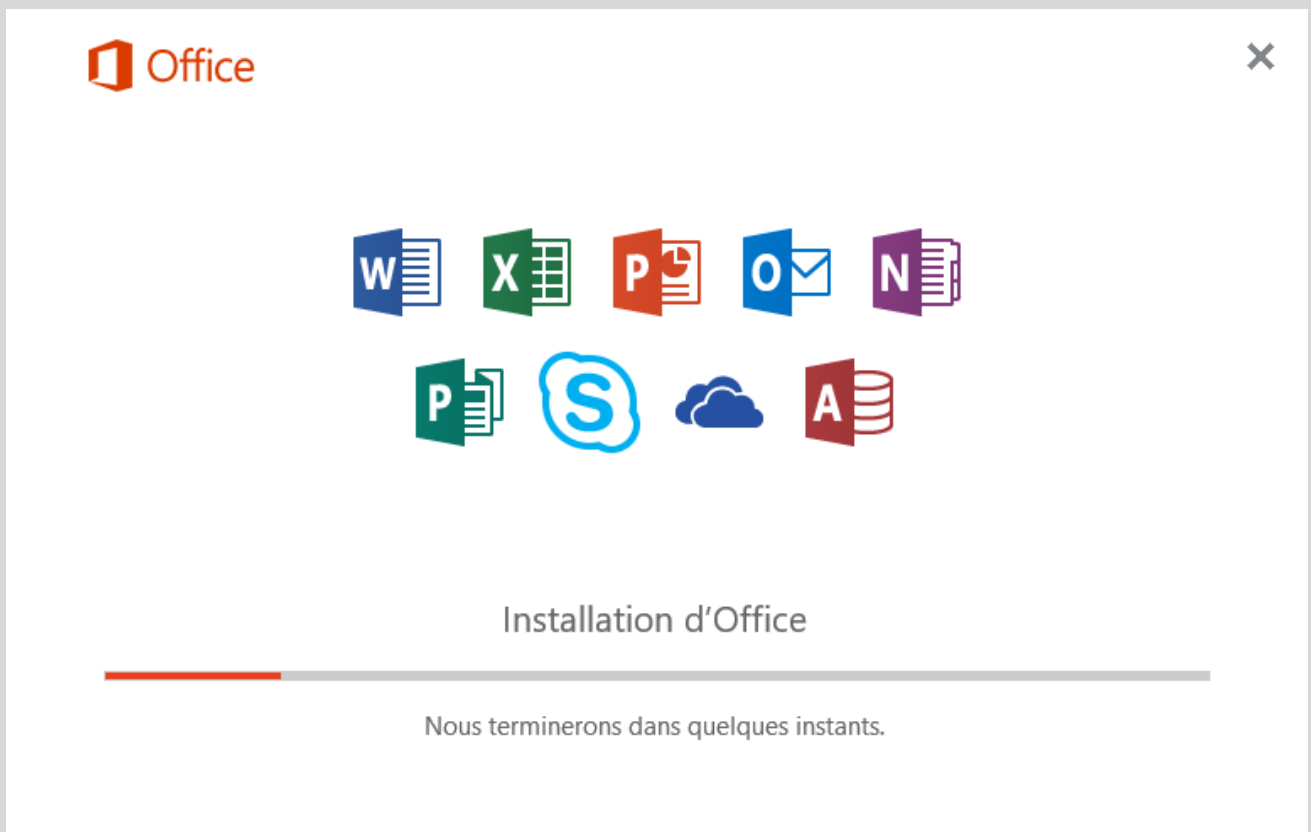 Office
W X P O N
P S A
Installation d’Office
Nous terminerons dans quelques instants.